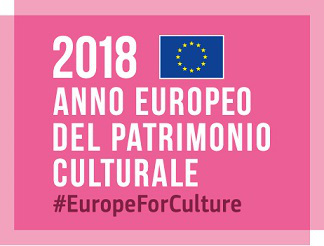 2018
ANNO EUROPEO
DEL PATRIMONIO
CULTURALE
#EuropeForCulture